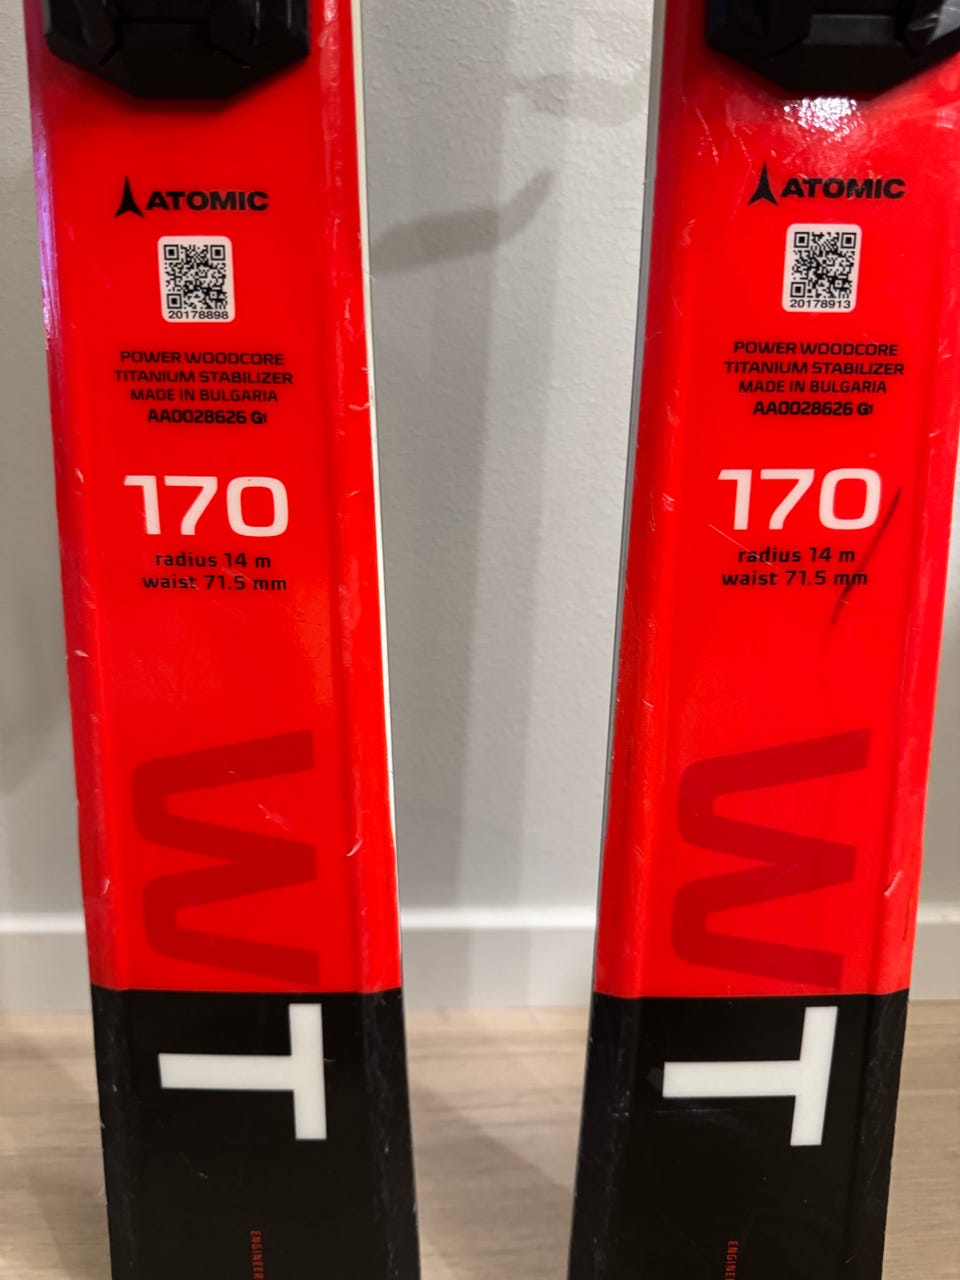 ATOMIC
20178898
POWER WOODCORE
TITANIUM STABILIZER
MADE IN BULGARIA
AA0028626 G1
170
radius 14 m
waist 71.5 mm
W
T
ATOMIC
20178913
POWER WOODCORE
TITANIUM STABILIZER
MADE IN BULGARIA
AA0028626 G1
170
radius 14 m
waist 71.5 mm
W
T